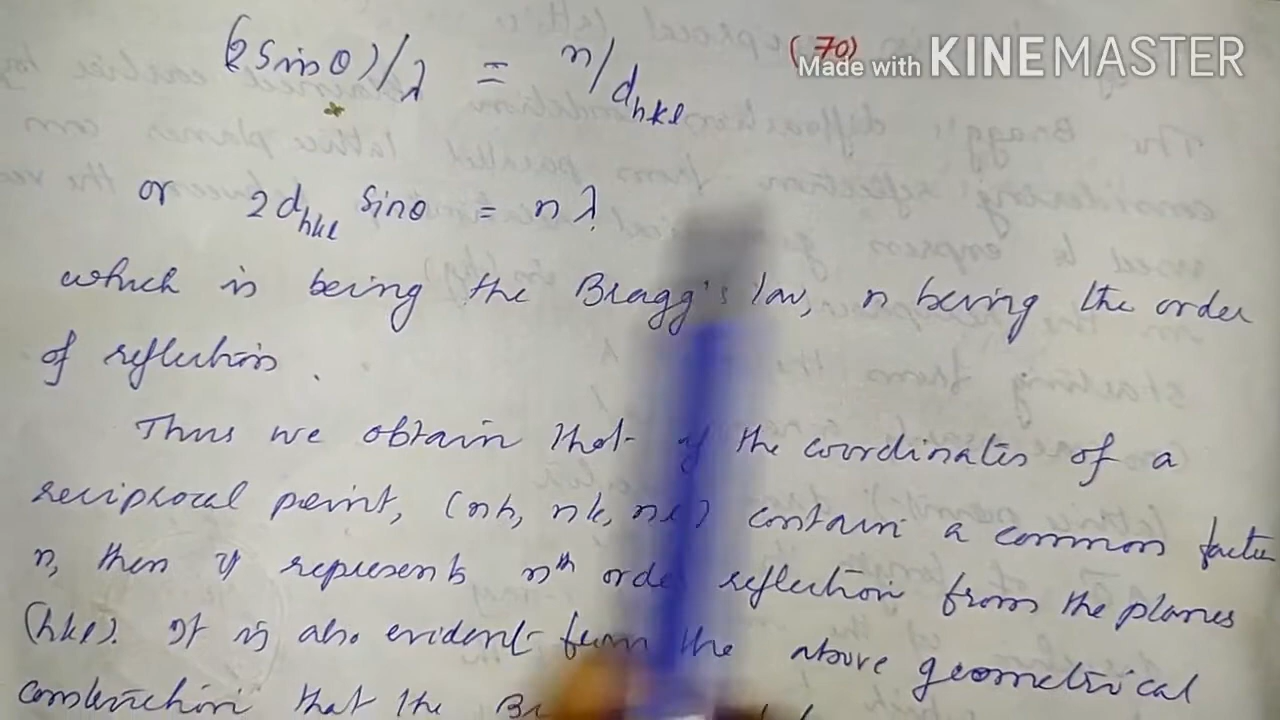 (2 Sin θ)/λ = n/d_hkl (70)
Made with KINEMASTER
or 2d_hkl Sinθ = nλ
which is being the Bragg's law, n being the order
of reflection.
Thus we obtain that if the coordinates of a
reciprocal point, (nh, nk, nl) contain a common factor
n, then it represents nth order reflection from the planes
(hkl). It is also evident from the above geometrical
construction that the